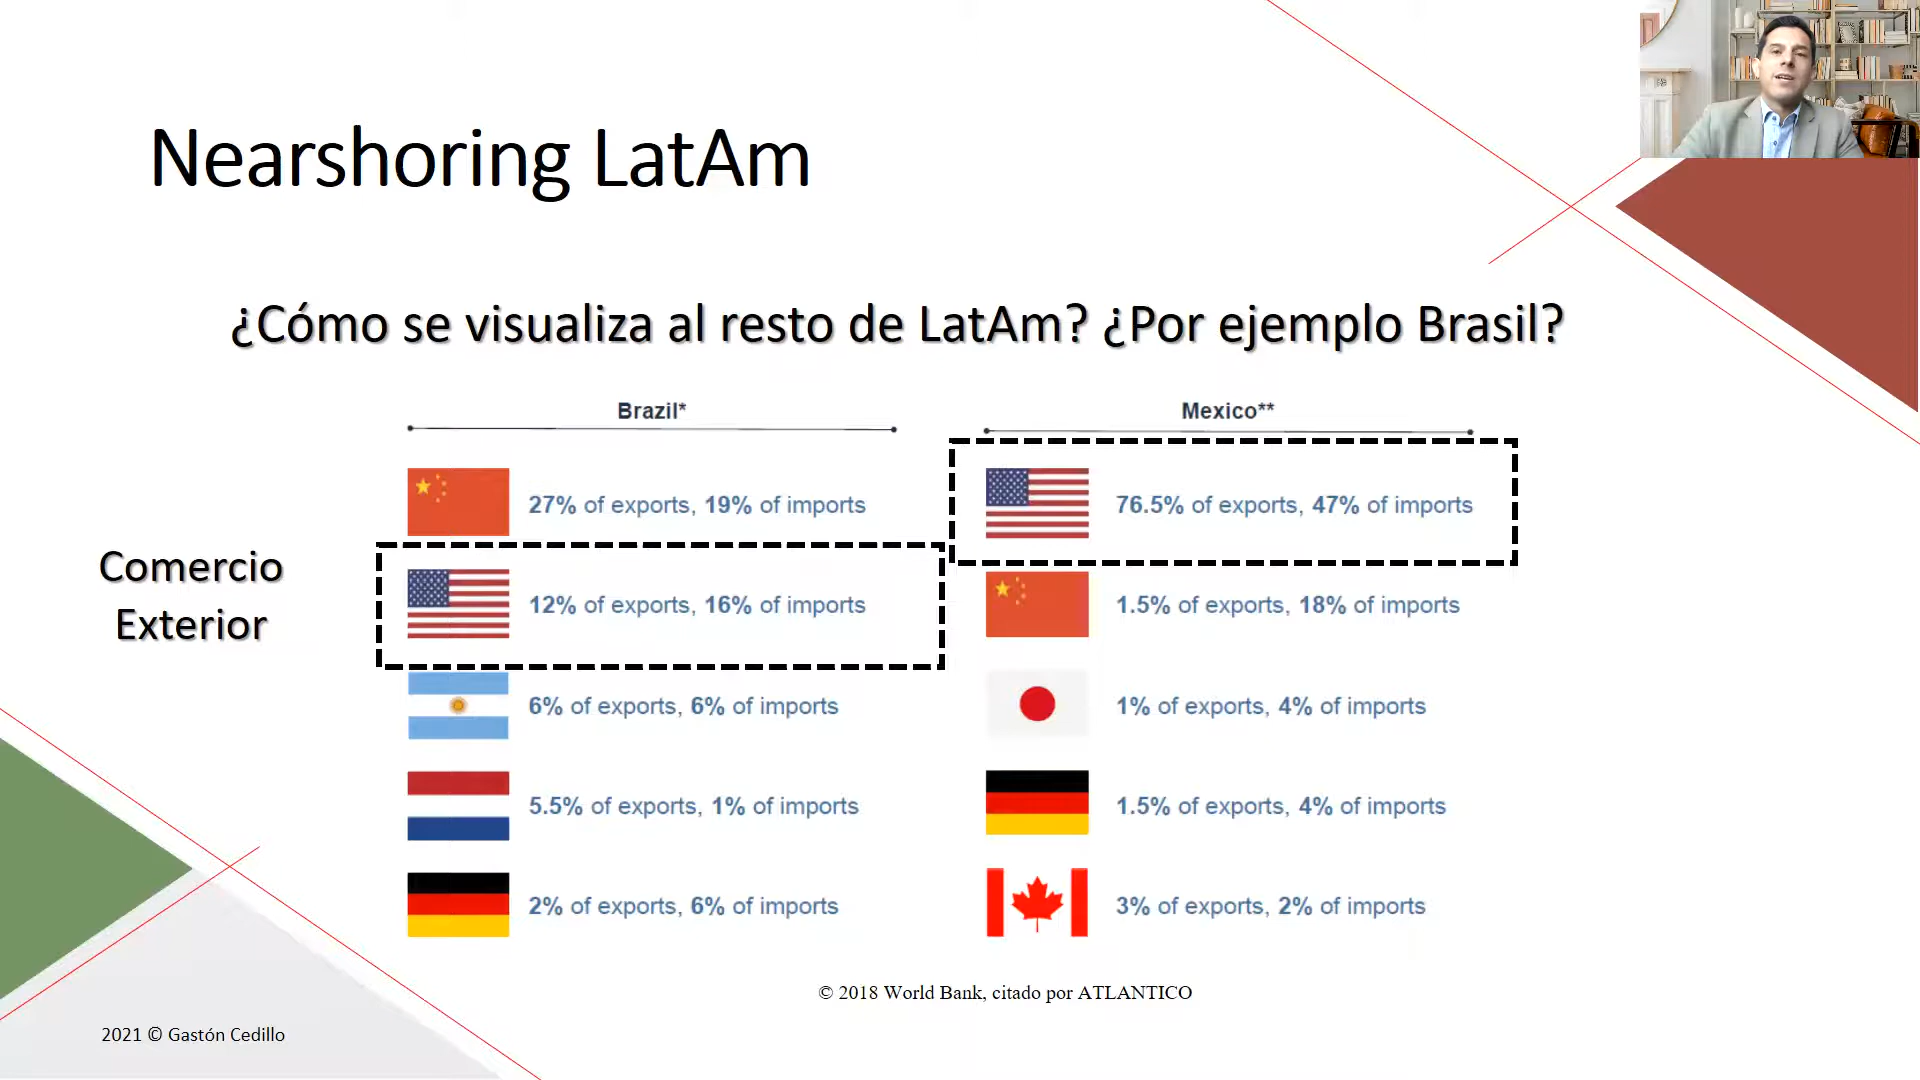 Nearshoring LatAm
¿Cómo se visualiza al resto de LatAm? ¿Por ejemplo Brasil?
Comercio
Exterior
Brazil*
27% of exports, 19% of imports
12% of exports, 16% of imports
6% of exports, 6% of imports
5.5% of exports, 1% of imports
2% of exports, 6% of imports
Mexico**
76.5% of exports, 47% of imports
1.5% of exports, 18% of imports
1% of exports, 4% of imports
1.5% of exports, 4% of imports
3% of exports, 2% of imports
© 2018 World Bank, citado por ATLANTICO
2021 © Gastón Cedillo